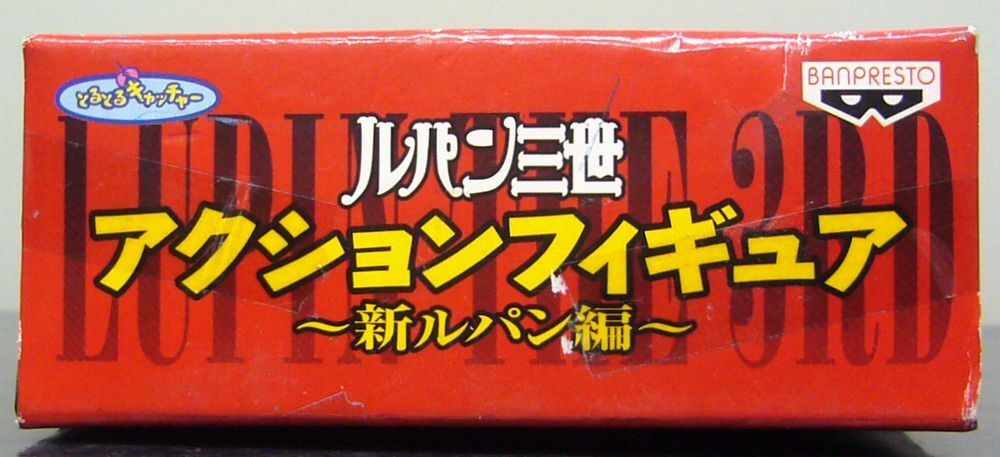 とるとるキャッチャー
BANPRESTO
LUPIN THE 3RD
ルパン三世
アクションフィギュア
～新ルパン編～